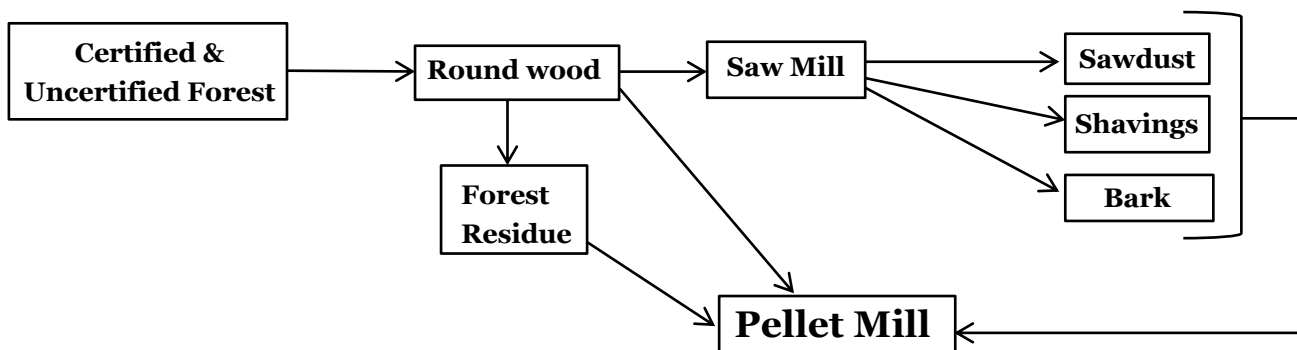 Certified &
Uncertified Forest
Round wood
Saw Mill
Sawdust
Shavings
Bark
Forest
Residue
Pellet Mill